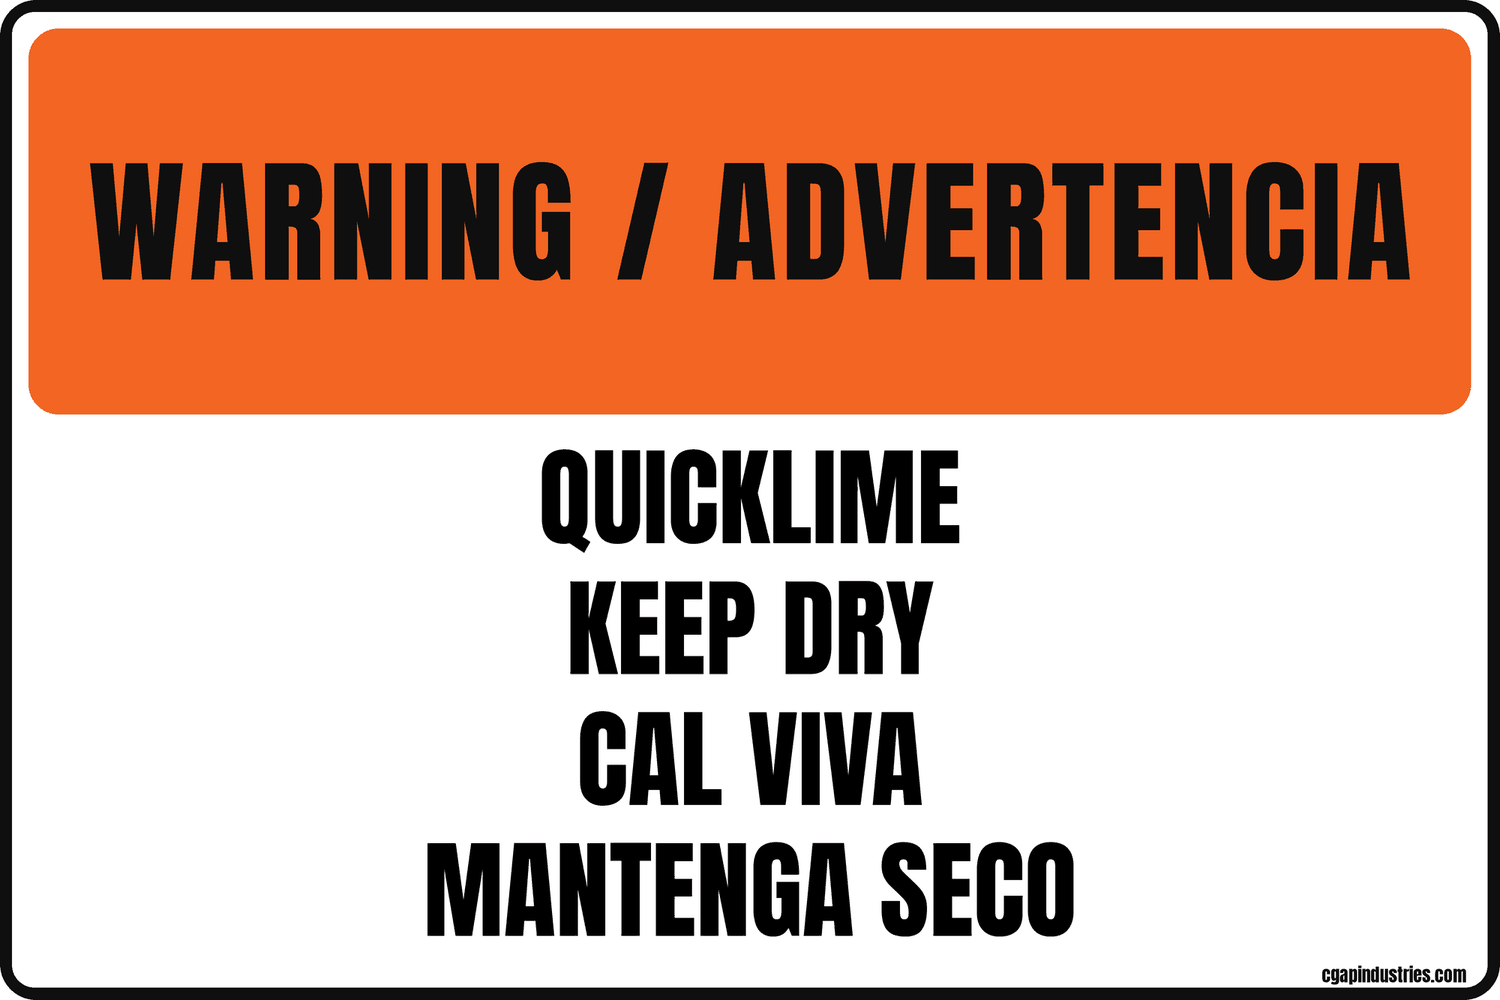 WARNING / ADVERTENCIA
QUICKLIME
KEEP DRY
CAL VIVA
MANTENGA SECO
cgapindustries.com